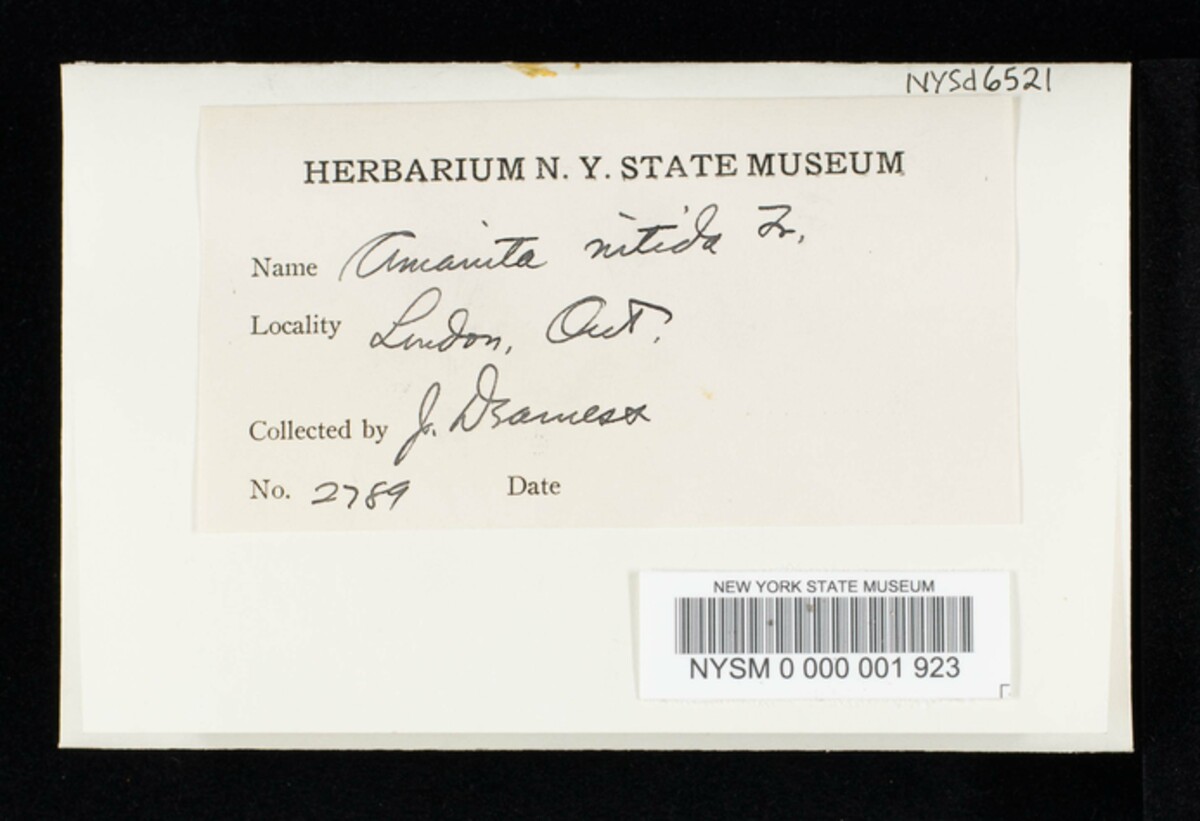 NYSd6521
HERBARIUM N. Y. STATE MUSEUM
Name Amanita nitida Fr.
Locality London, Ont.
Collected by J. Dearness
No. 2789 Date
NEW YORK STATE MUSEUM
NYSM 0 000 001 923